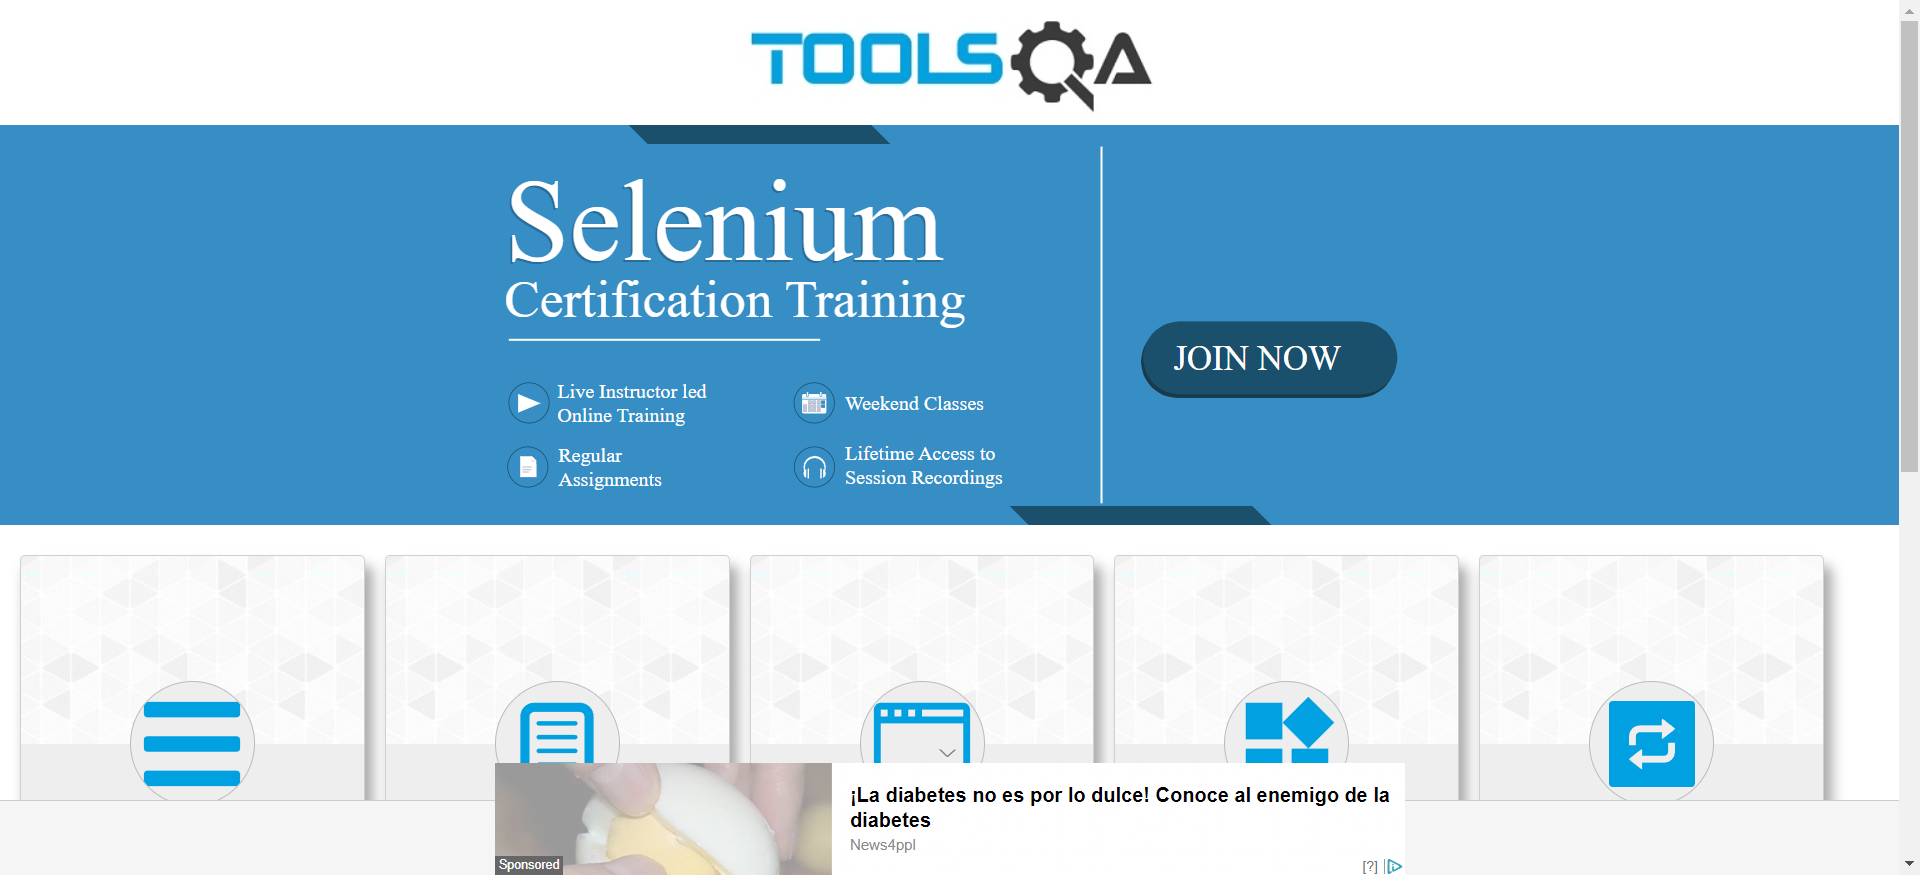 TOOLSQA
Selenium
Certification Training
Live Instructor led
Online Training
Weekend Classes
Regular
Assignments
Lifetime Access to
Session Recordings
JOIN NOW
¡La diabetes no es por lo dulce! Conoce al enemigo de la
diabetes
News4ppl
Sponsored
[?]